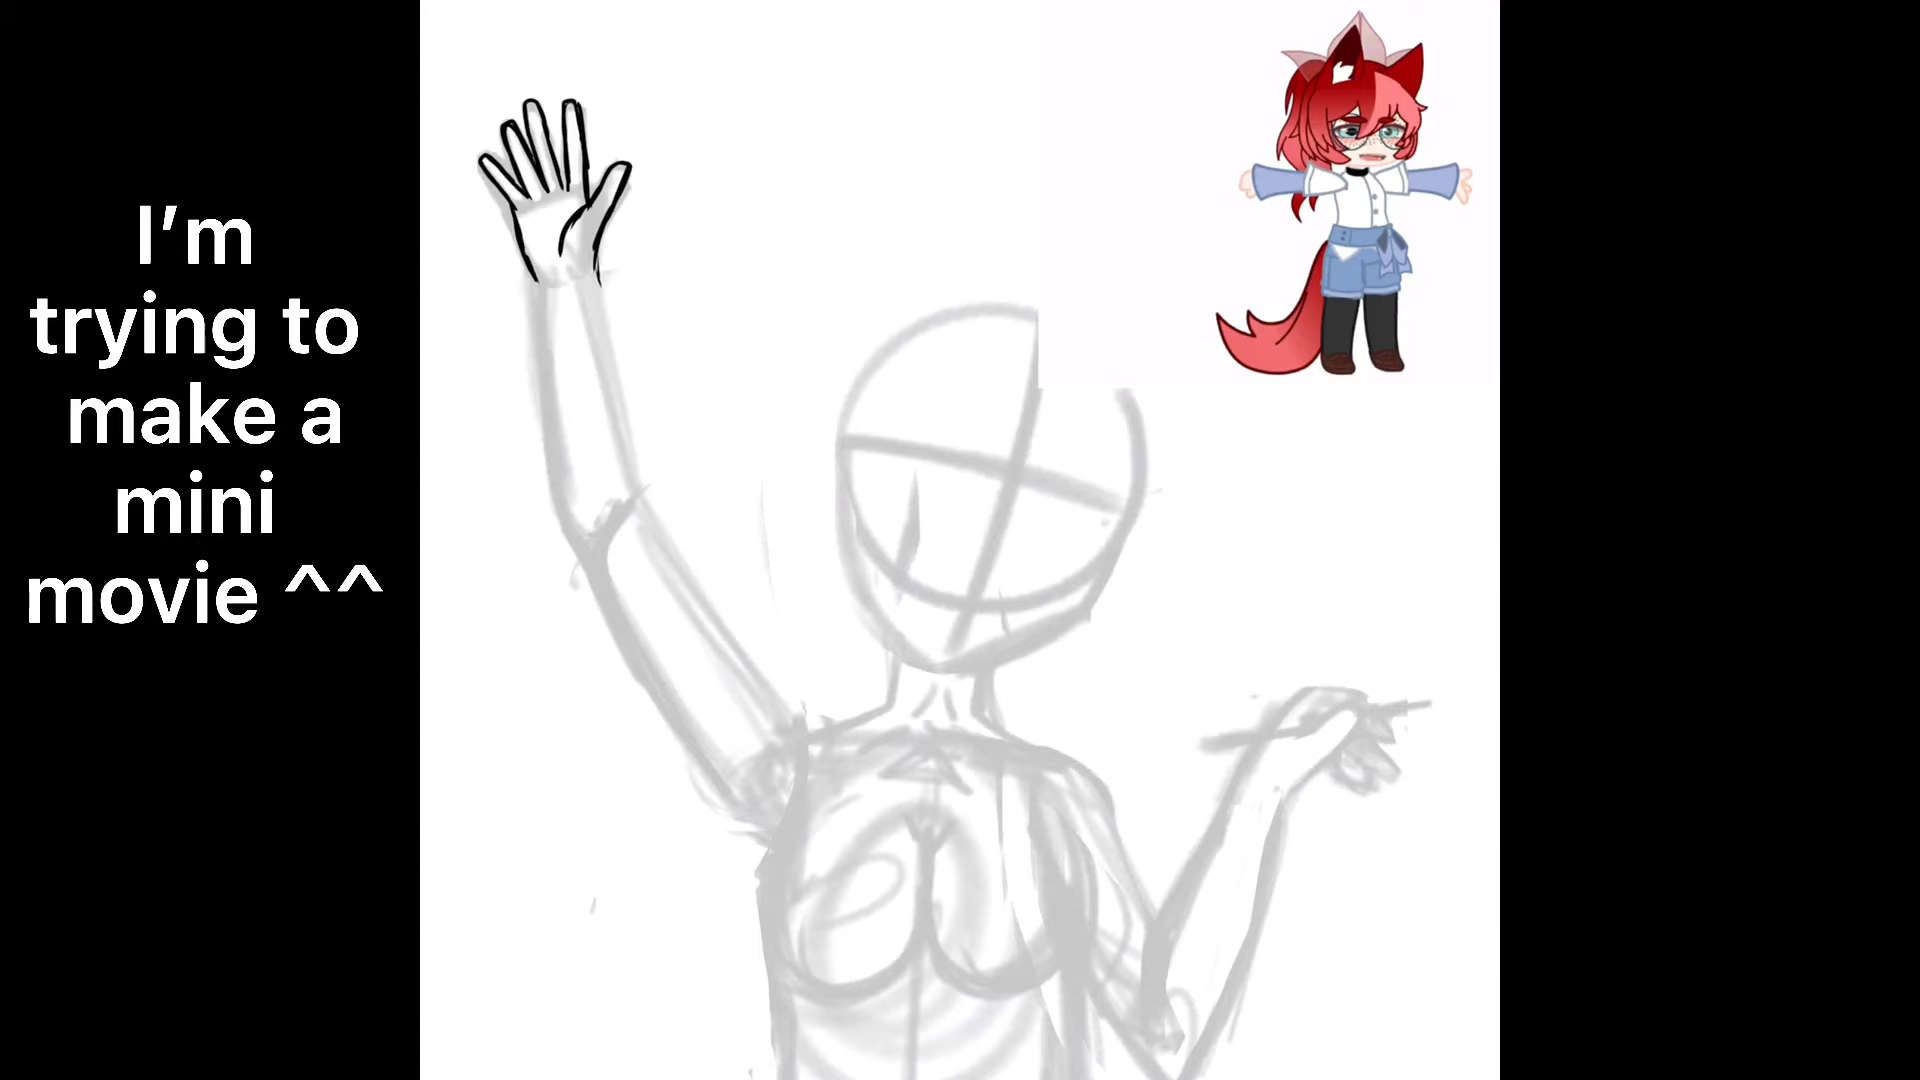 I’m
trying to
make a
mini
movie ^^